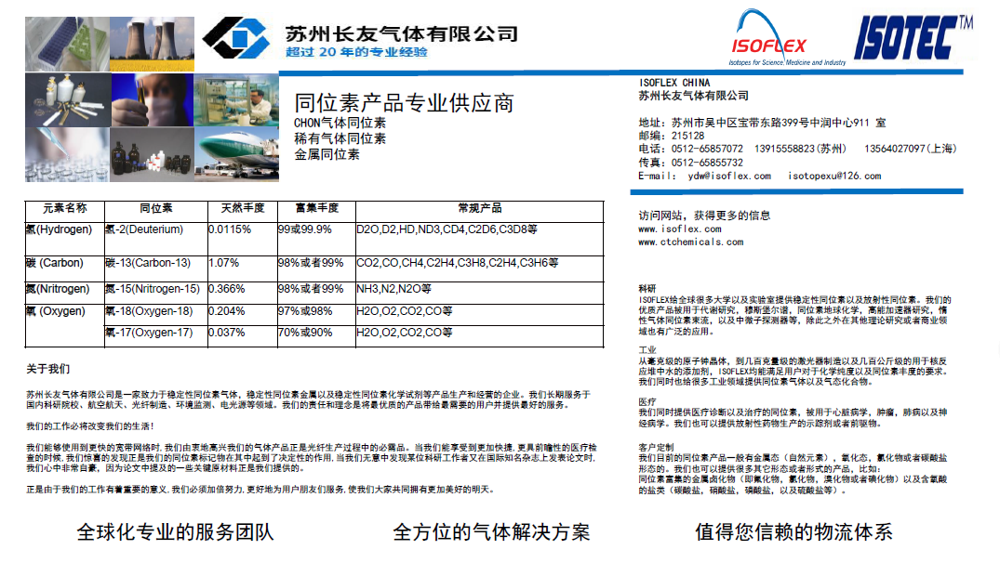 苏州长友气体有限公司
超过 20 年的专业经验
ISOFLEX
Isotopes for Science, Medicine and Industry
ISOTEC™
同位素产品专业供应商
CHON气体同位素
稀有气体同位素
金属同位素
ISOFLEX CHINA
苏州长友气体有限公司
地址: 苏州市吴中区宝带东路399号中润中心911 室
邮编: 215128
电话: 0512-65857072 13915558823(苏州) 13564027097(上海)
传真: 0512-65855732
E-mail: ydw@isoflex.com isotopexu@126.com
元素名称 同位素 天然丰度 富集丰度 常规产品
氢(Hydrogen) 氢-2(Deuterium) 0.0115% 99或99.9% D2O,D2,HD,ND3,CD4,C2D6,C3D8等
碳 (Carbon) 碳-13(Carbon-13) 1.07% 98%或者99% CO2,CO,CH4,C2H4,C3H8,C2H4,C3H6等
氮(Nritrogen) 氮-15(Nritrogen-15) 0.366% 98%或者99% NH3,N2,N2O等
氧 (Oxygen) 氧-18(Oxygen-18) 0.204% 97%或98% H2O,O2,CO2,CO等
氧-17(Oxygen-17) 0.037% 70%或90% H2O,O2,CO2,CO等
访问网站, 获得更多的信息
www.isoflex.com
www.ctchemicals.com
关于我们
苏州长友气体有限公司是一家致力于稳定性同位素气体, 稳定性同位素金属以及稳定性同位素化学试剂等产品生产和经营的企业。我们长期服务于
国内科研院校、航空航天、光纤制造、环境监测、电光源等领域。我们的责任和理念是将最优质的产品带给最需要的用户并提供最好的服务。
我们的工作必将改变我们的生活!
我们能够使用到更快的宽带网络时, 我们由衷地高兴我们的气体产品正是光纤生产过程中的必需品。当我们能享受到更加快捷, 更具前瞻性的医疗检
查的时候, 我们惊喜的发现正是我们的同位素标记物在其中起到了决定性的作用, 当我们无意中发现某位科研工作者又在国际知名杂志上发表论文时,
我们心中非常自豪, 因为论文中提及的一些关键原材料正是我们提供的。
正是由于我们的工作有着重要的意义, 我们必须加倍努力, 更好地为用户朋友们服务, 使我们大家共同拥有更加美好的明天。
科研
ISOFLEX给全球很多大学以及实验室提供稳定性同位素以及放射性同位素。我们的
优质产品被用于代谢研究, 穆斯堡尔谱, 同位素地球化学, 高能加速器研究, 惰
性气体同位素束流, 以及中微子探测器等, 除此之外在其他理论研究或者商业领
域也有广泛的应用。
工业
从毫克级的原子钟晶体, 到几百克量级的激光器制造以及几百公斤级的用于核反
应堆中水的添加剂, ISOFLEX均能满足用户对于化学纯度以及同位素丰度的要求。
我们同时也给很多工业领域提供同位素气体以及气态化合物。
医疗
我们同时提供医疗诊断以及治疗的同位素, 被用于心脏病学, 肿瘤, 肺病以及神
经病学。我们也可以提供放射性药物生产的示踪剂或者前驱物。
客户定制
我们目前的同位素产品一般有金属态 (自然元素), 氧化态, 氯化物或者碳酸盐
形态的。我们也可以提供很多其它形态或者形式的产品, 比如:
同位素富集的金属卤化物 (即氟化物, 氯化物, 溴化物或者碘化物) 以及含氧酸
的盐类 (碳酸盐, 硝酸盐, 磷酸盐, 以及硫酸盐等) 。
全球化专业的服务团队
全方位的气体解决方案
值得您信赖的物流体系